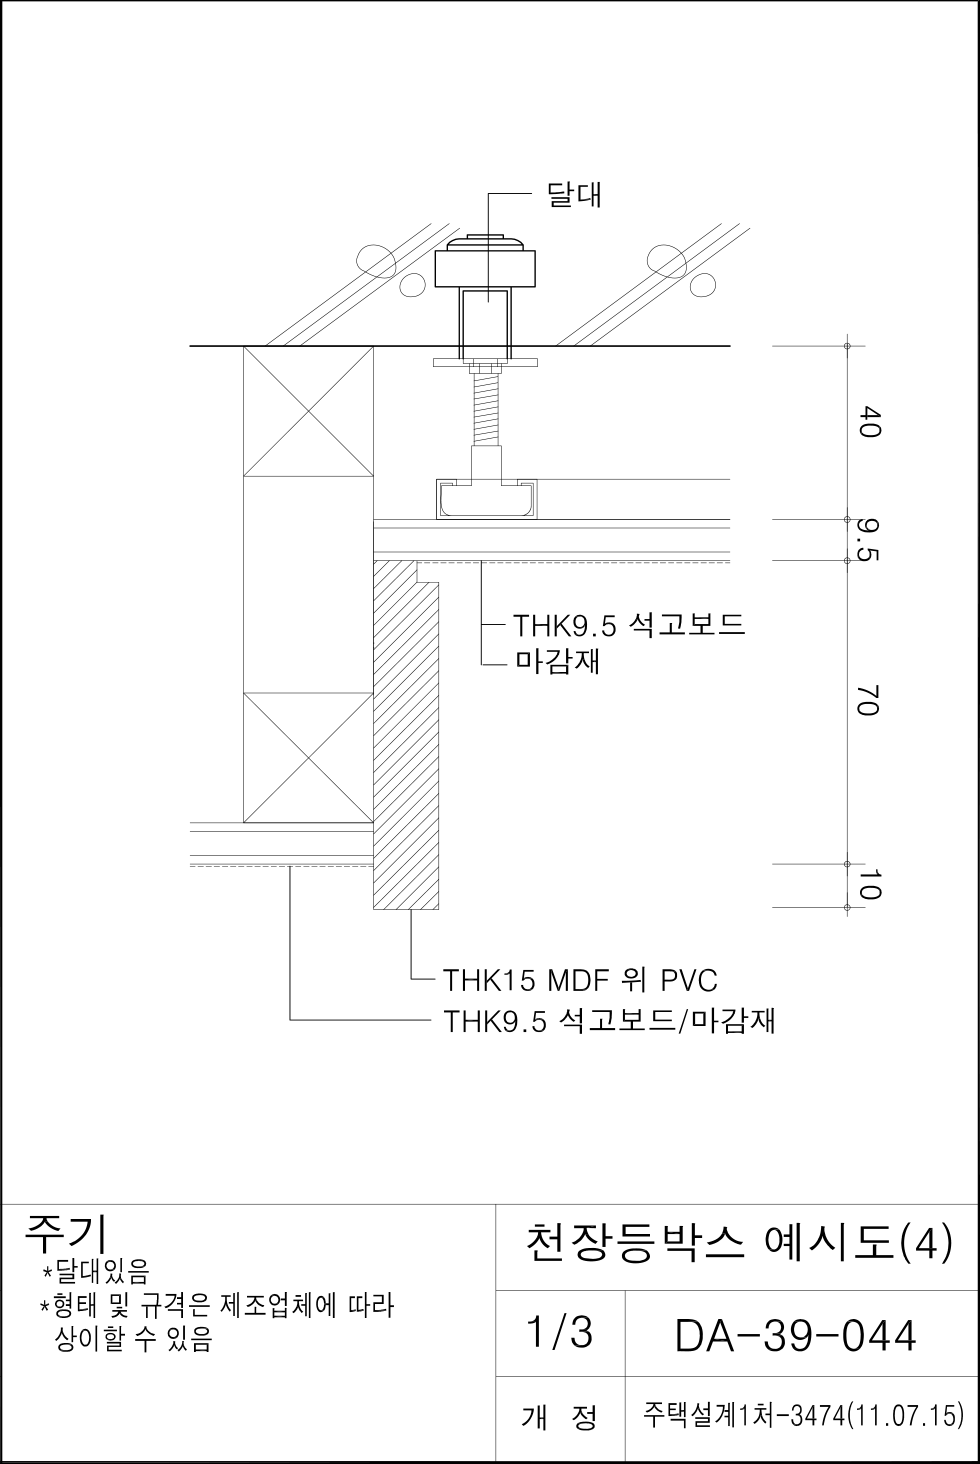 달대
40
9.5
THK9.5 석고보드
마감재
70
10
THK15 MDF 위 PVC
THK9.5 석고보드/마감재
주기
*달대있음
*형태 및 규격은 제조업체에 따라
상이할 수 있음
천장등박스 예시도(4)
1/3
DA-39-044
개 정
주택설계1처-3474(11.07.15)